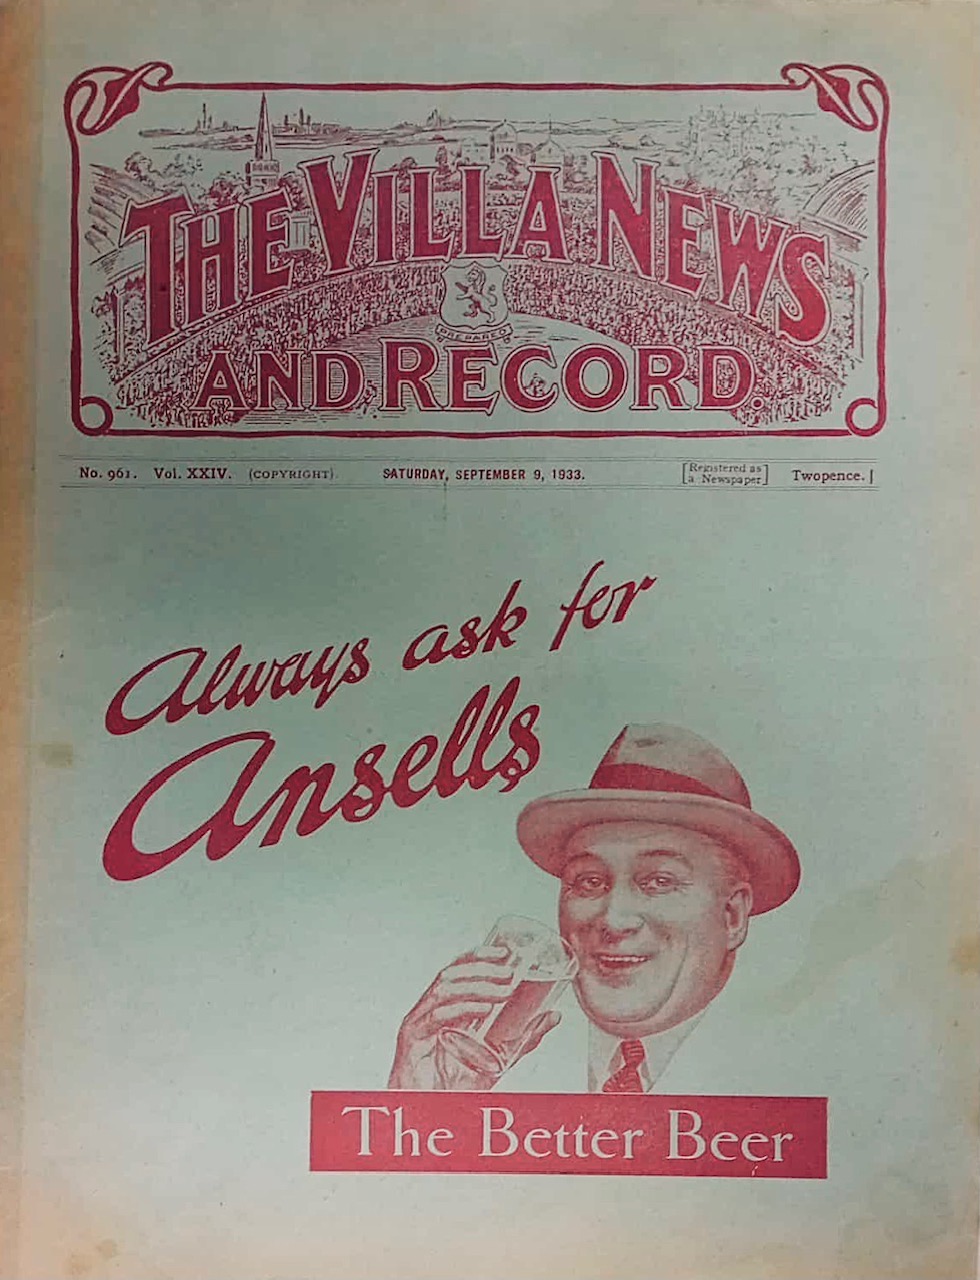 THE VILLA NEWS
PREPARED
AND RECORD.
No. 961. Vol. XXIV. (COPYRIGHT). SATURDAY, SEPTEMBER 9, 1933. [Registered as a Newspaper] Twopence.
Always ask for
Ansells
The Better Beer